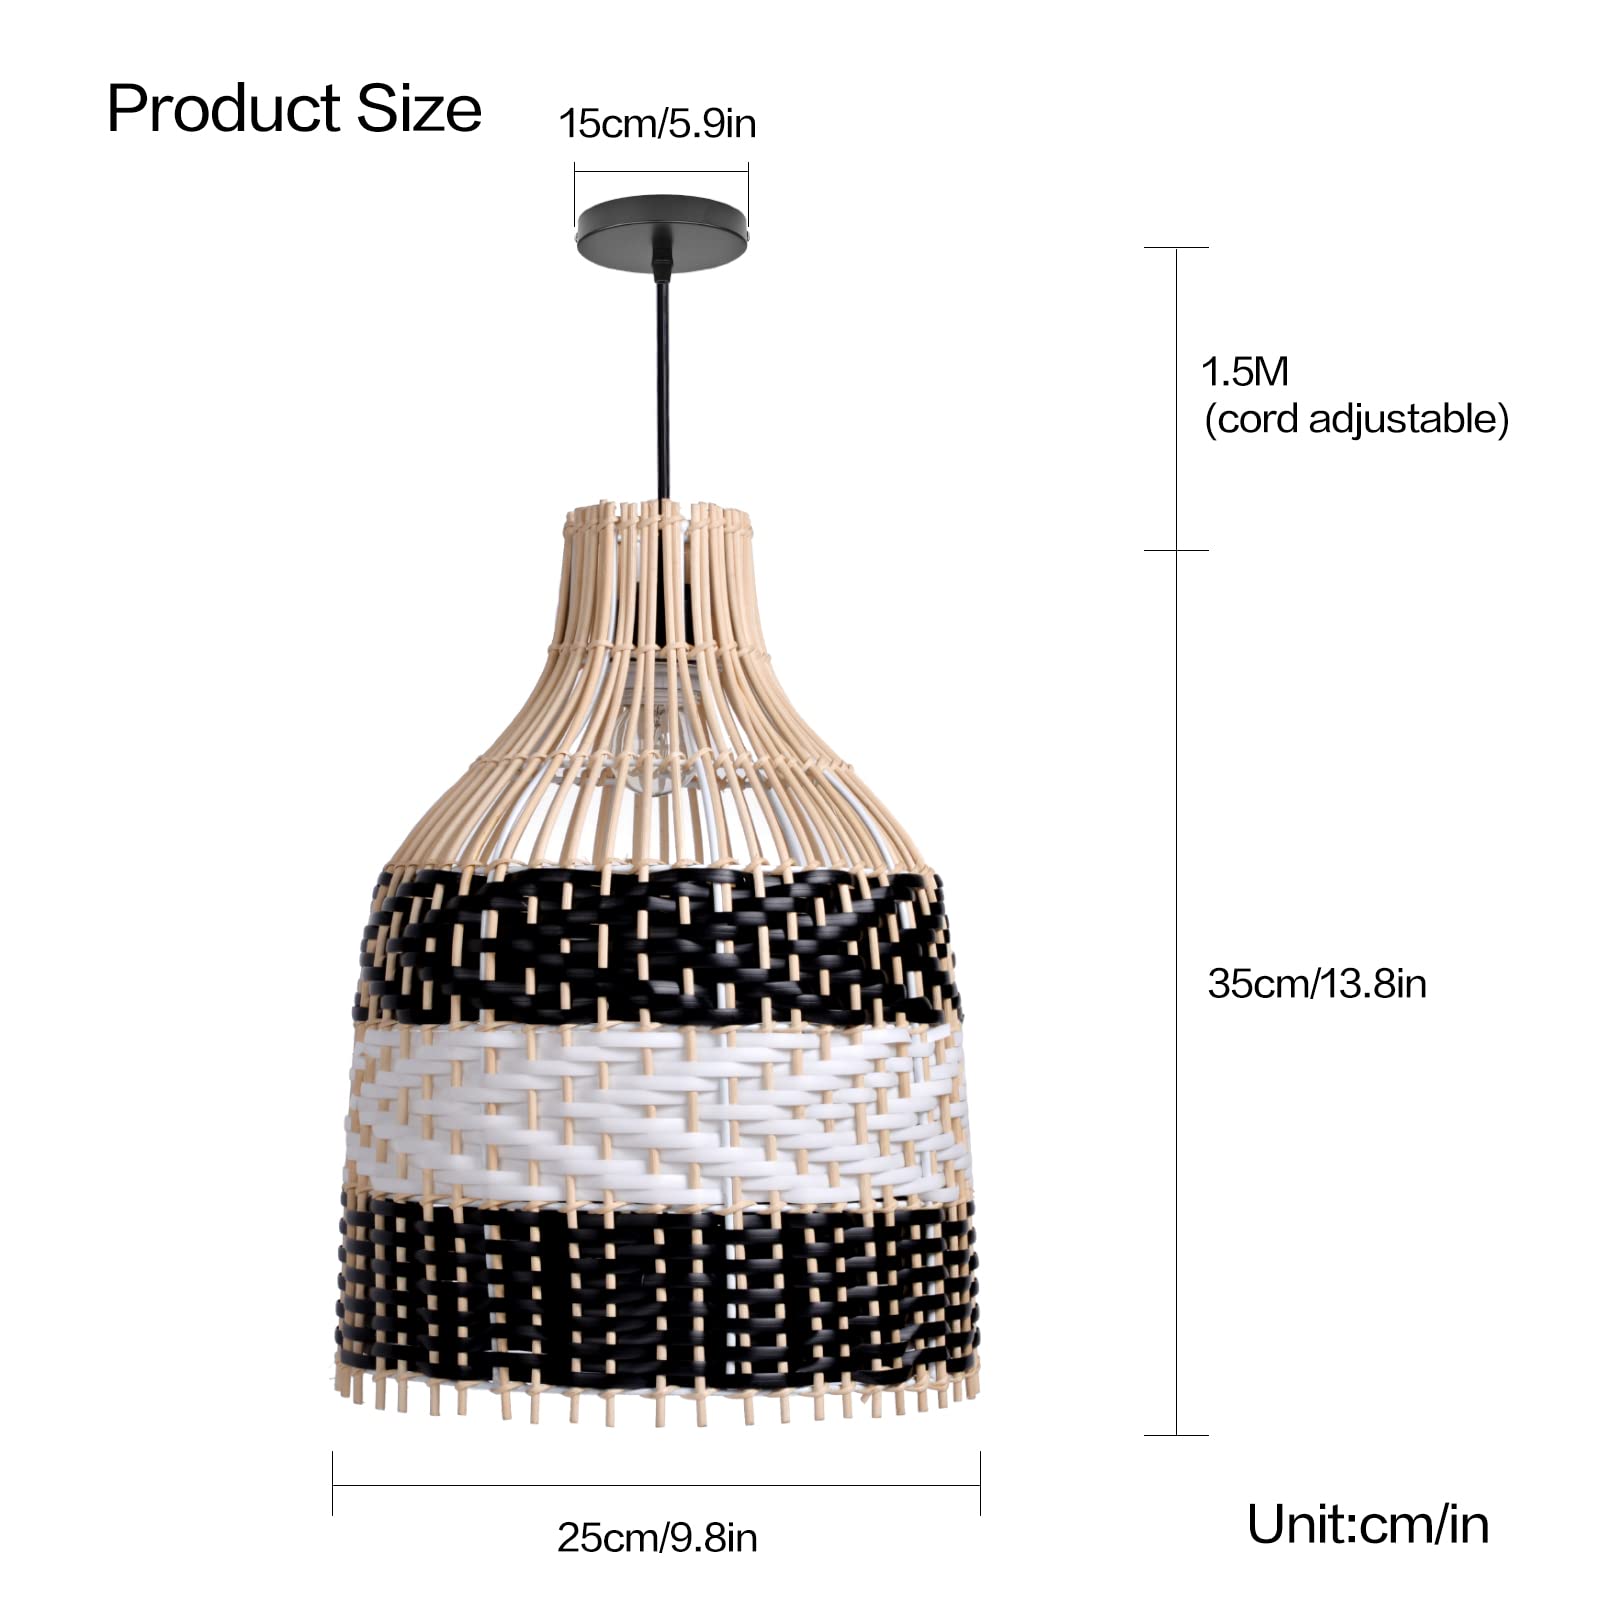 Product Size
15cm/5.9in
1.5M
(cord adjustable)
35cm/13.8in
25cm/9.8in
Unit:cm/in